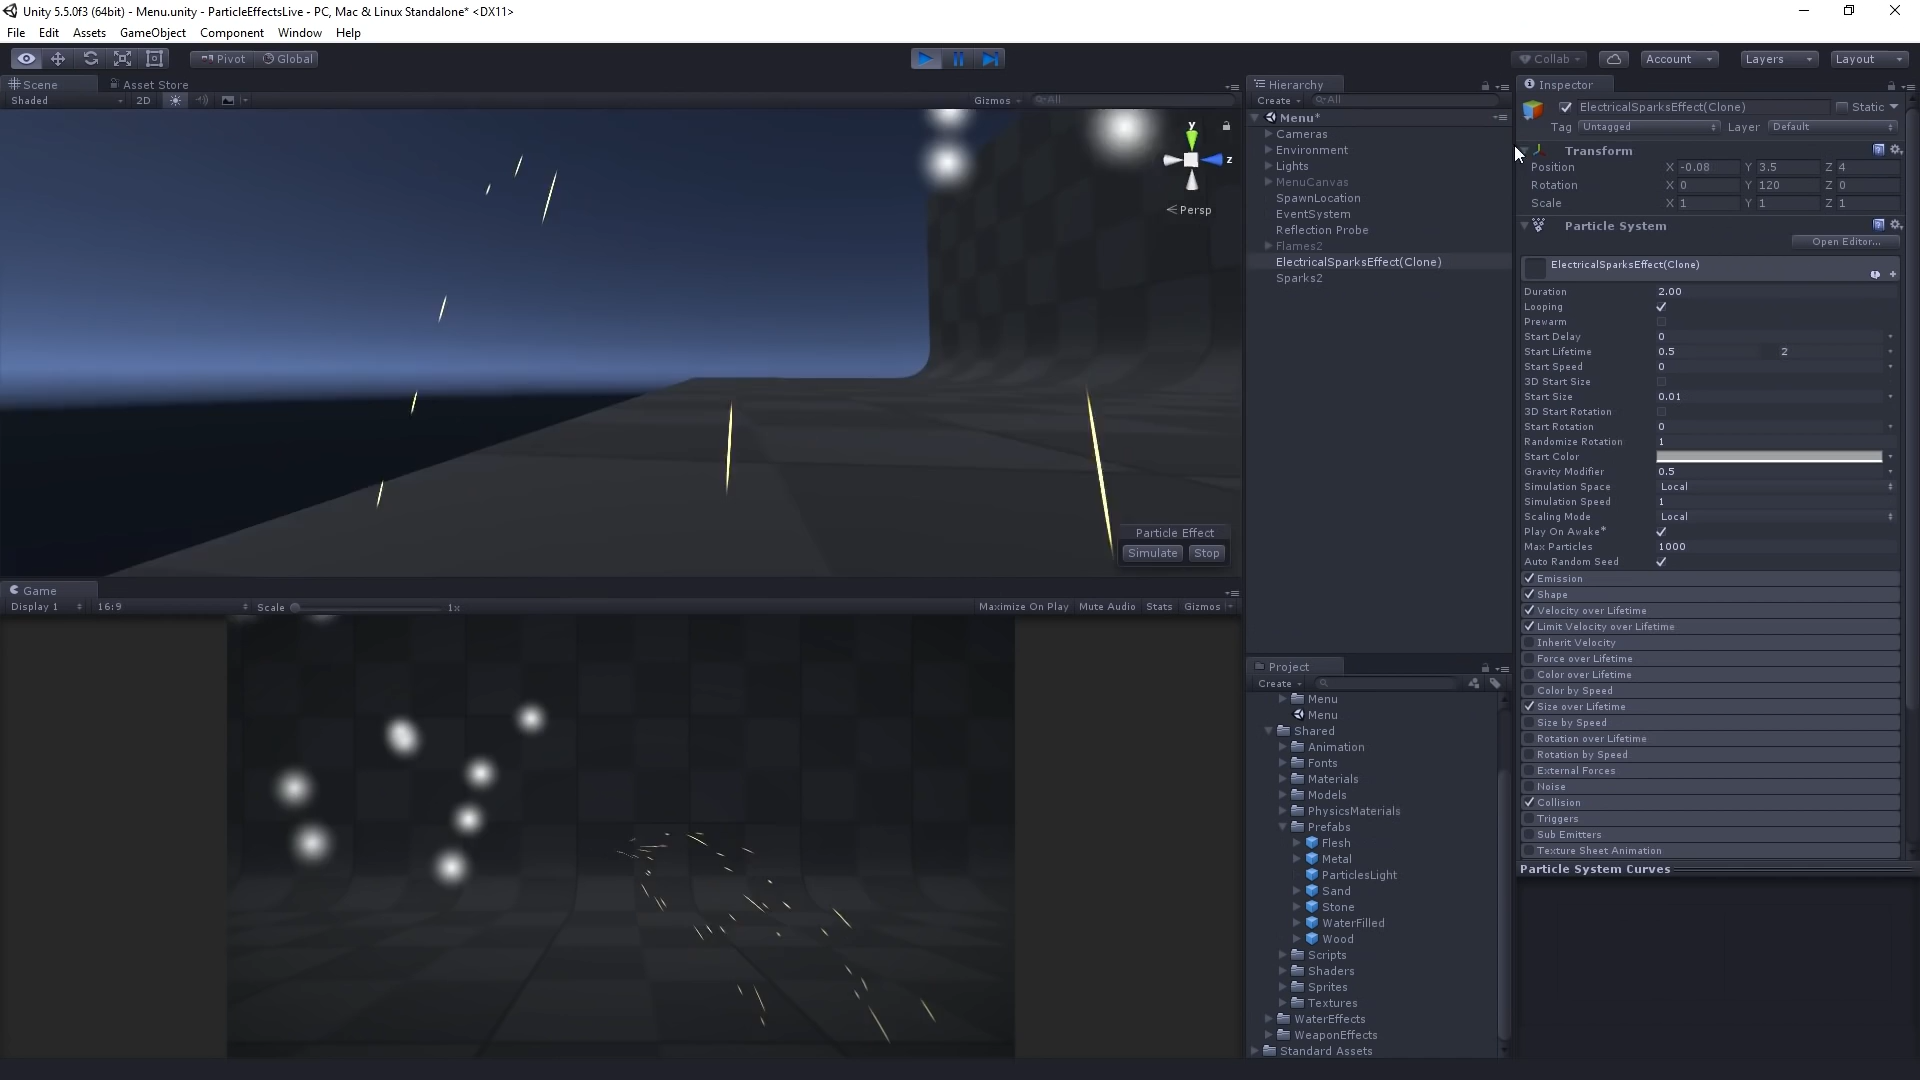 Unity 5.5.0f3 (64bit) - Menu.unity - ParticleEffectsLive - PC, Mac & Linux Standalone* <DX11>
File Edit Assets GameObject Component Window Help
Pivot Global Collab Account Layers Layout
Scene Asset Store
Shaded 2D Gizmos All
y
z
Persp
Particle Effect
Simulate Stop
Game
Display 1 16:9 Scale 1x Maximize On Play Mute Audio Stats Gizmos
Hierarchy
Create All
Menu*
Cameras
Environment
Lights
MenuCanvas
SpawnLocation
EventSystem
Reflection Probe
Flames2
ElectricalSparksEffect(Clone)
Sparks2
Project
Create
Menu
Menu
Shared
Animation
Fonts
Materials
Models
PhysicsMaterials
Prefabs
Flesh
Metal
ParticlesLight
Sand
Stone
WaterFilled
Wood
Scripts
Shaders
Sprites
Textures
WaterEffects
WeaponEffects
Standard Assets
Inspector
ElectricalSparksEffect(Clone) Static
Tag Untagged Layer Default
Transform
Position X -0.08 Y 3.5 Z 4
Rotation X 0 Y 120 Z 0
Scale X 1 Y 1 Z 1
Particle System
Open Editor...
ElectricalSparksEffect(Clone)
Duration 2.00
Looping
Prewarm
Start Delay 0
Start Lifetime 0.5 2
Start Speed 0
3D Start Size
Start Size 0.01
3D Start Rotation
Start Rotation 0
Randomize Rotation 1
Start Color
Gravity Modifier 0.5
Simulation Space Local
Simulation Speed 1
Scaling Mode Local
Play On Awake*
Max Particles 1000
Auto Random Seed
Emission
Shape
Velocity over Lifetime
Limit Velocity over Lifetime
Inherit Velocity
Force over Lifetime
Color over Lifetime
Color by Speed
Size over Lifetime
Size by Speed
Rotation over Lifetime
Rotation by Speed
External Forces
Noise
Collision
Triggers
Sub Emitters
Texture Sheet Animation
Particle System Curves